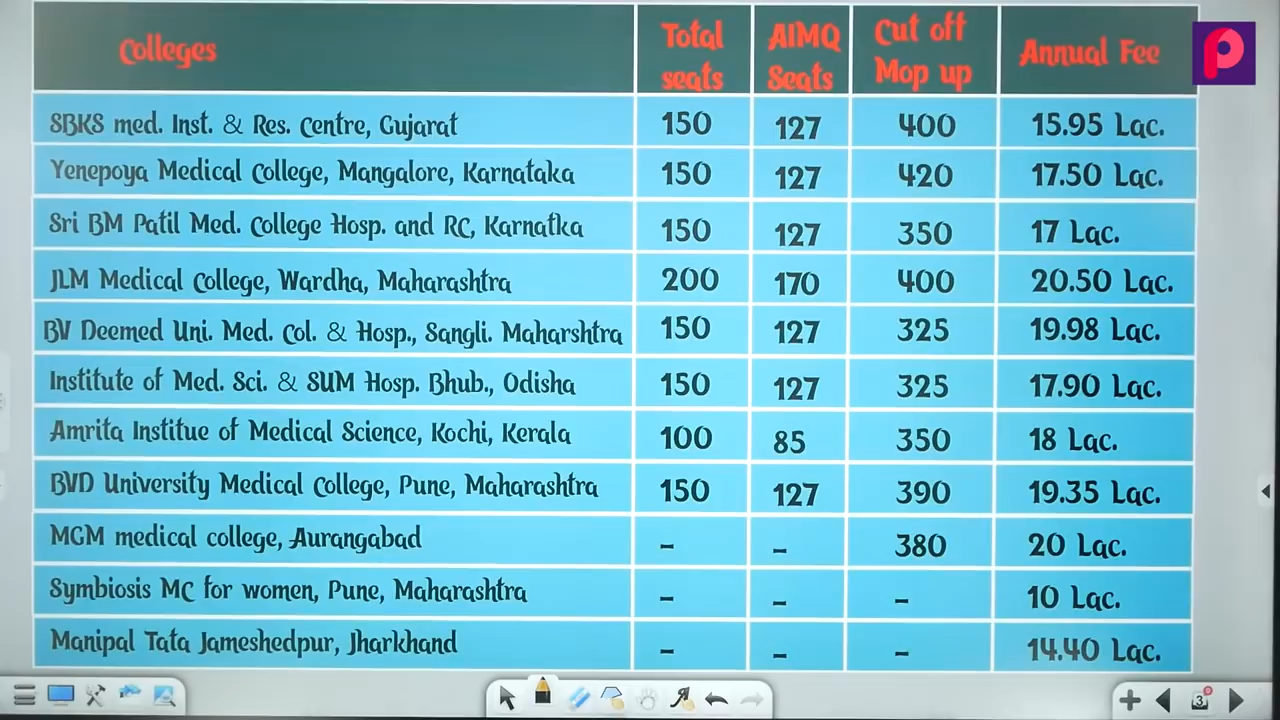 Colleges Total seats AIMQ Seats Cut off Mop up Annual Fee
SBKS med. Inst. & Res. Centre, Gujarat 150 127 400 15.95 Lac.
Yenepoya Medical College, Mangalore, Karnataka 150 127 420 17.50 Lac.
Sri BM Patil Med. College Hosp. and RC, Karnatka 150 127 350 17 Lac.
JLM Medical College, Wardha, Maharashtra 200 170 400 20.50 Lac.
BV Deemed Uni. Med. Col. & Hosp., Sangli. Maharshtra 150 127 325 19.98 Lac.
Institute of Med. Sci. & SUM Hosp. Bhub., Odisha 150 127 325 17.90 Lac.
Amrita Institue of Medical Science, Kochi, Kerala 100 85 350 18 Lac.
BVD University Medical College, Pune, Maharashtra 150 127 390 19.35 Lac.
MGM medical college, Aurangabad - - 380 20 Lac.
Symbiosis MC for women, Pune, Maharashtra - - - 10 Lac.
Manipal Tata Jameshedpur, Jharkhand - - - 14.40 Lac.
3